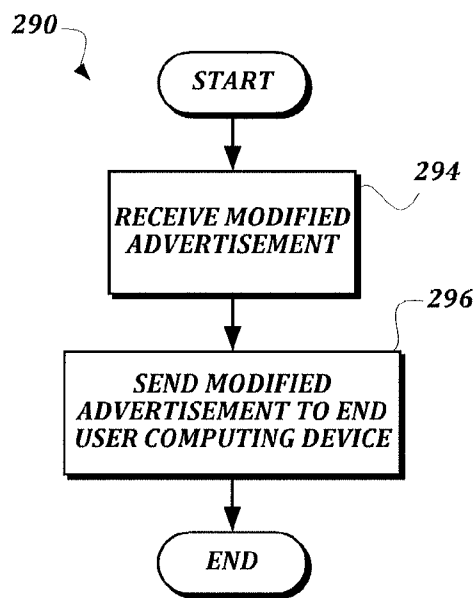 290
START
294
RECEIVE MODIFIED
ADVERTISEMENT
296
SEND MODIFIED
ADVERTISEMENT TO END
USER COMPUTING DEVICE
END